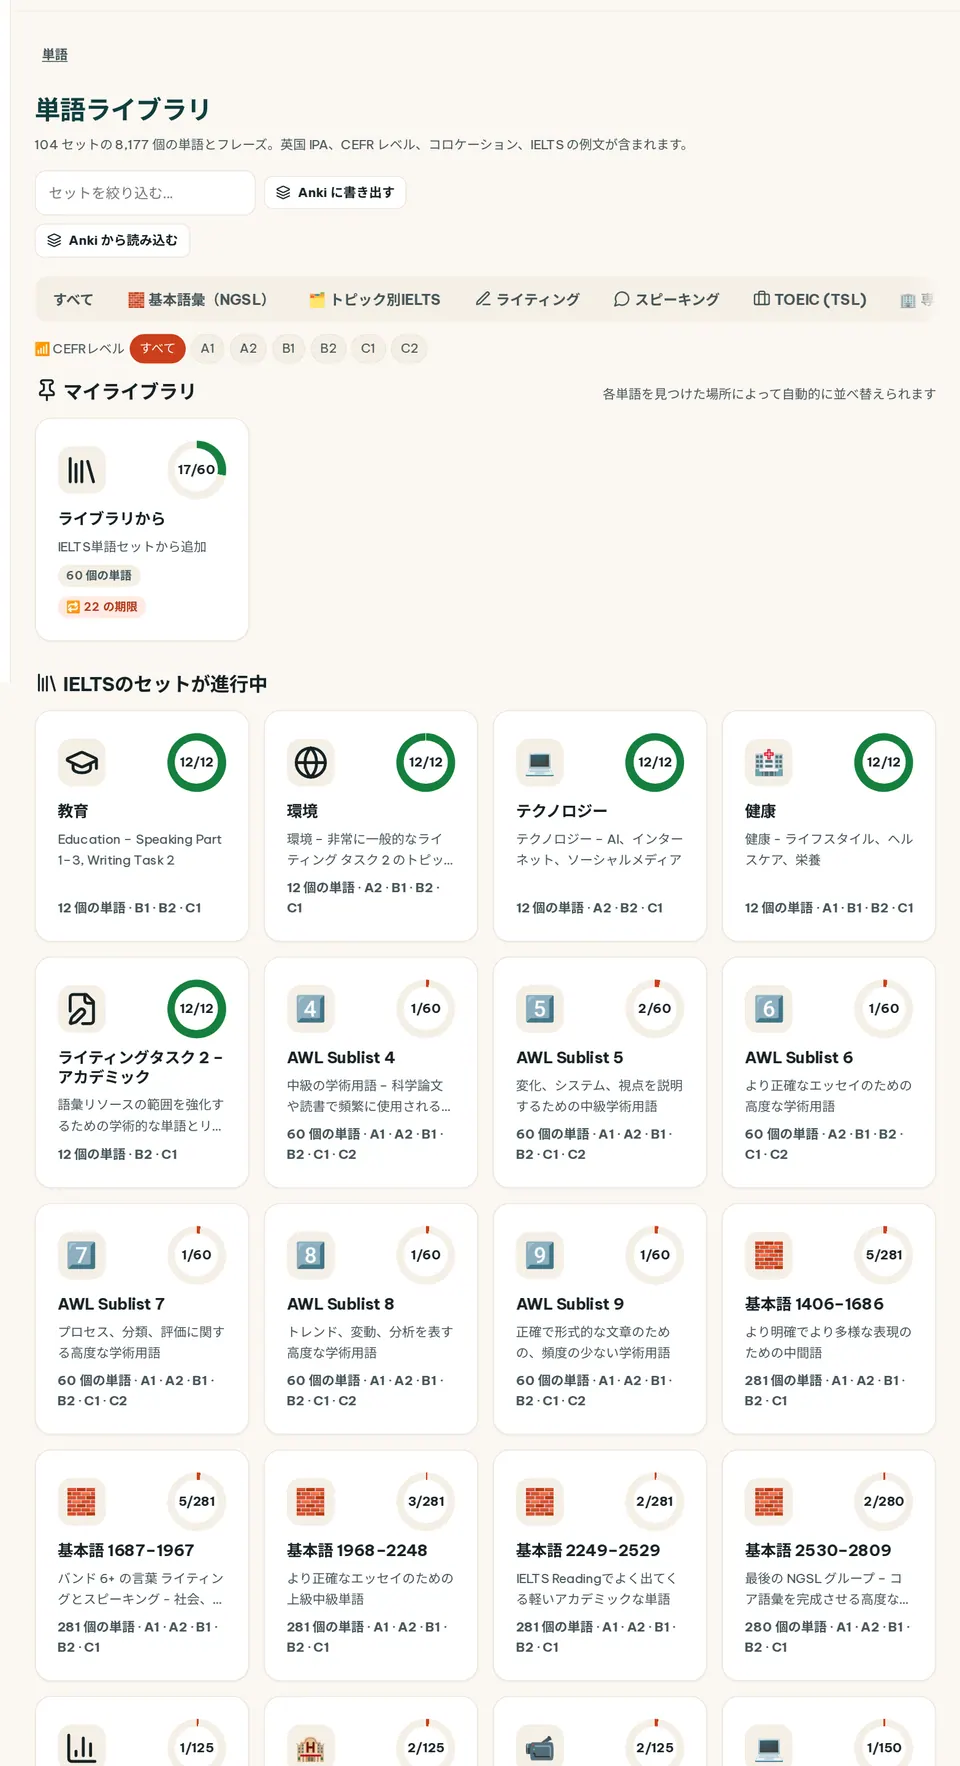 単語
単語ライブラリ
104 セットの 8,177 個の単語とフレーズ。英国 IPA、CEFR レベル、コロケーション、IELTS の例文が含まれます。
セットを絞り込む...
Anki に書き出す
Anki から読み込む
すべて
基本語彙（NGSL）
トピック別IELTS
ライティング
スピーキング
TOEIC (TSL)
CEFRレベル
すべて
A1
A2
B1
B2
C1
C2
マイライブラリ
各単語を見つけた場所によって自動的に並べ替えられます
17/60
ライブラリから
IELTS単語セットから追加
60 個の単語
22 の期限
IELTSのセットが進行中
12/12
教育
Education – Speaking Part
1–3, Writing Task 2
12 個の単語 · B1 · B2 · C1
12/12
環境
環境 – 非常に一般的なライ
ティング タスク 2 のトピッ...
12 個の単語 · A2 · B1 · B2 ·
C1
12/12
テクノロジー
テクノロジー – AI、インター
ネット、ソーシャルメディア
12 個の単語 · A2 · B2 · C1
12/12
健康
健康 – ライフスタイル、ヘル
スケア、栄養
12 個の単語 · A1 · B1 · B2 · C1
12/12
ライティングタスク 2 –
アカデミック
語彙リソースの範囲を強化す
るための学術的な単語とリ...
12 個の単語 · B2 · C1
4
1/60
AWL Sublist 4
中級の学術用語 – 科学論文
や読書で頻繁に使用される...
60 個の単語 · A1 · A2 · B1 ·
B2 · C1 · C2
5
2/60
AWL Sublist 5
変化、システム、視点を説明
するための中級学術用語
60 個の単語 · A1 · A2 · B1 ·
B2 · C1 · C2
6
1/60
AWL Sublist 6
より正確なエッセイのための
高度な学術用語
60 個の単語 · A2 · B1 · B2 ·
C1 · C2
7
1/60
AWL Sublist 7
プロセス、分類、評価に関す
る高度な学術用語
60 個の単語 · A1 · A2 · B1 ·
B2 · C1 · C2
8
1/60
AWL Sublist 8
トレンド、変動、分析を表す
高度な学術用語
60 個の単語 · A1 · A2 · B1 ·
B2 · C1 · C2
9
1/60
AWL Sublist 9
正確で形式的な文章のため
の、頻度の少ない学術用語
60 個の単語 · A1 · A2 · B1 ·
B2 · C1 · C2
5/281
基本語 1406–1686
より明確でより多様な表現の
ための中間語
281 個の単語 · A1 · A2 · B1 ·
B2 · C1
5/281
基本語 1687–1967
バンド 6+ の言葉 ライティン
グとスピーキング – 社会、...
281 個の単語 · A1 · A2 · B1 ·
B2 · C1
3/281
基本語 1968–2248
より正確なエッセイのための
上級中級単語
281 個の単語 · A1 · A2 · B1 ·
B2 · C1
2/281
基本語 2249–2529
IELTS Readingでよく出てく
る軽いアカデミックな単語
281 個の単語 · A1 · A2 · B1 ·
B2 · C1
2/280
基本語 2530–2809
最後の NGSL グループ – コ
ア語彙を完成させる高度な...
280 個の単語 · A1 · A2 · B1 ·
B2 · C1
1/125
2/125
2/125
1/150